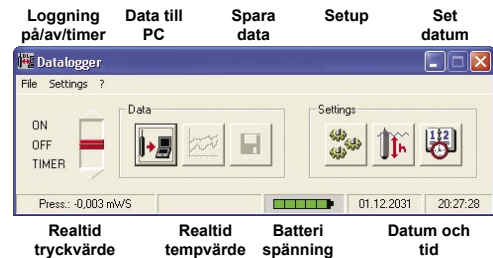 Loggning Data till Spara Setup Set
på/av/timer PC data datum
Datalogger
File Settings ?
Data Settings
ON
OFF
TIMER
h
1 2
Press.: -0,003 mWS 01.12.2031 20:27:28
Realtid Realtid Batteri Datum och
tryckvärde tempvärde spänning tid